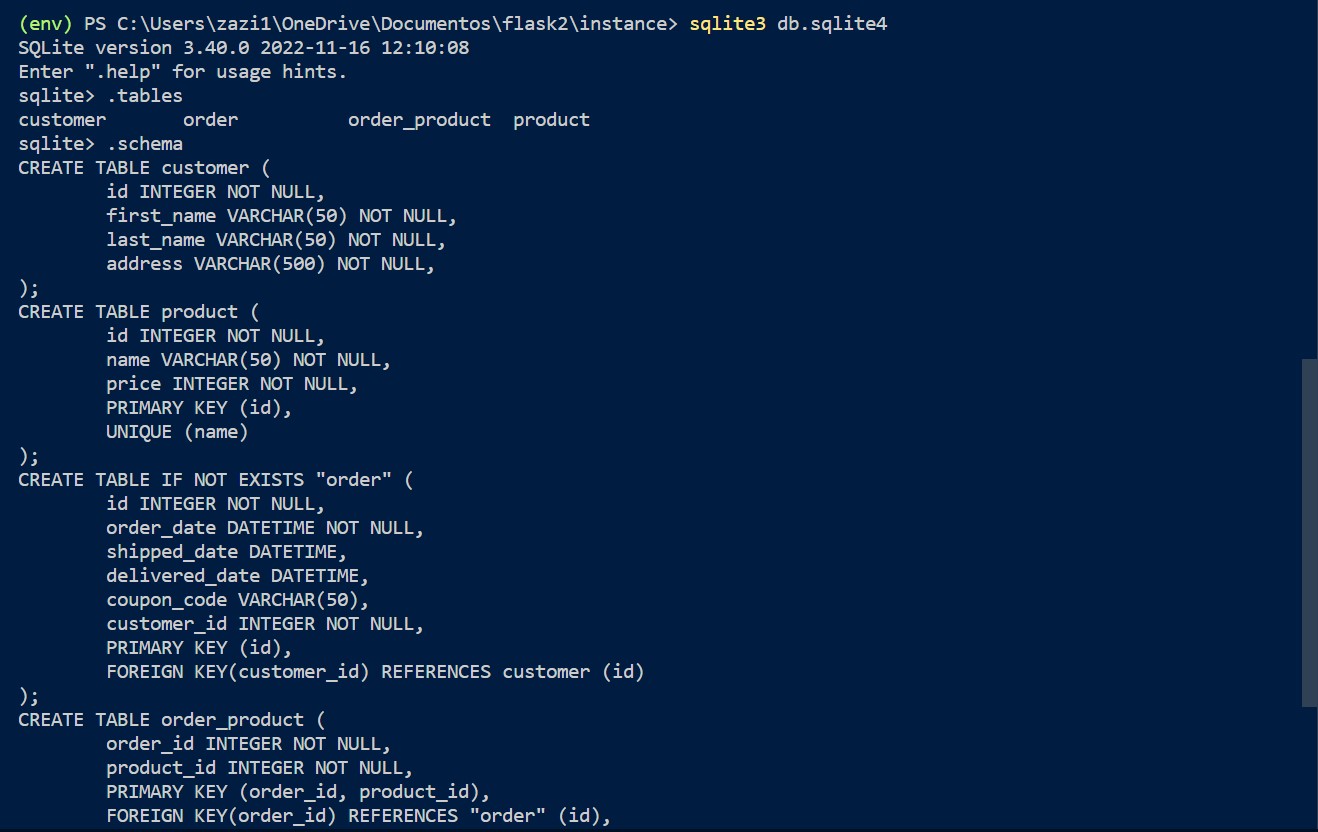 (env) PS C:\Users\zazi1\OneDrive\Documentos\flask2\instance> sqlite3 db.sqlite4
SQLite version 3.40.0 2022-11-16 12:10:08
Enter ".help" for usage hints.
sqlite> .tables
customer       order          order_product  product
sqlite> .schema
CREATE TABLE customer (
        id INTEGER NOT NULL,
        first_name VARCHAR(50) NOT NULL,
        last_name VARCHAR(50) NOT NULL,
        address VARCHAR(500) NOT NULL,
);
CREATE TABLE product (
        id INTEGER NOT NULL,
        name VARCHAR(50) NOT NULL,
        price INTEGER NOT NULL,
        PRIMARY KEY (id),
        UNIQUE (name)
);
CREATE TABLE IF NOT EXISTS "order" (
        id INTEGER NOT NULL,
        order_date DATETIME NOT NULL,
        shipped_date DATETIME,
        delivered_date DATETIME,
        coupon_code VARCHAR(50),
        customer_id INTEGER NOT NULL,
        PRIMARY KEY (id),
        FOREIGN KEY(customer_id) REFERENCES customer (id)
);
CREATE TABLE order_product (
        order_id INTEGER NOT NULL,
        product_id INTEGER NOT NULL,
        PRIMARY KEY (order_id, product_id),
        FOREIGN KEY(order_id) REFERENCES "order" (id),